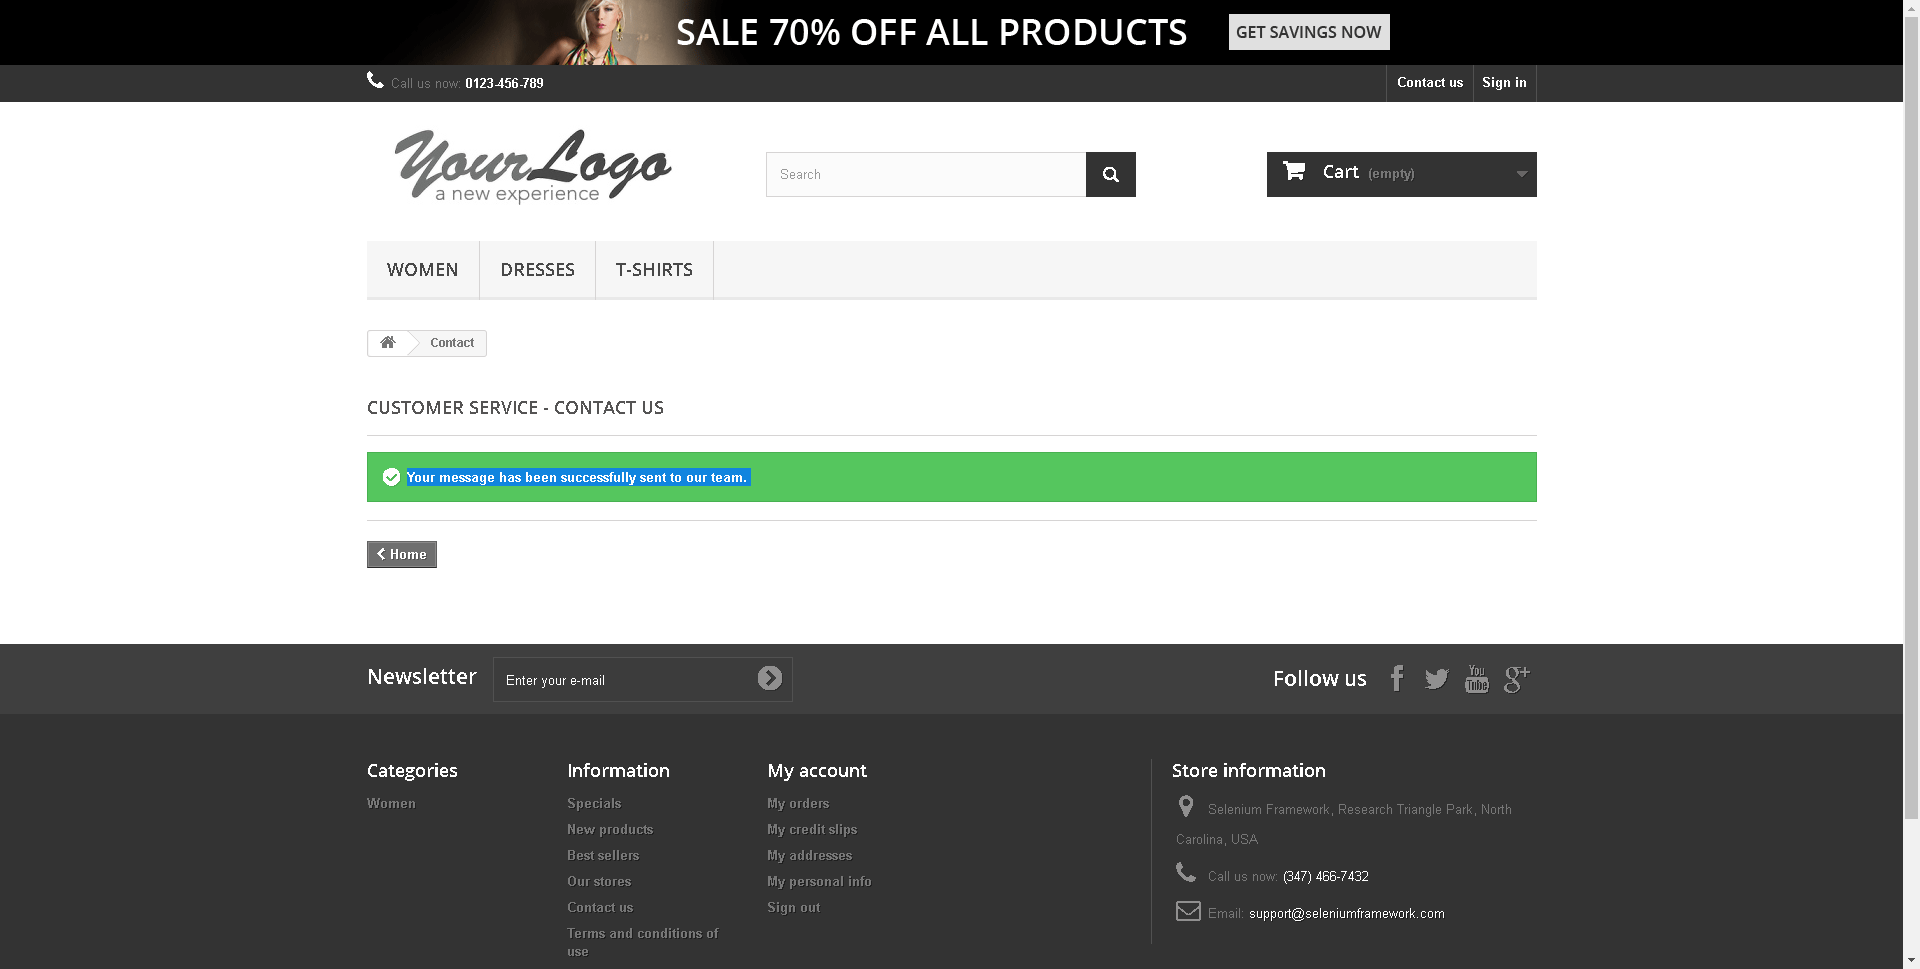 SALE 70% OFF ALL PRODUCTS GET SAVINGS NOW
Call us now: 0123-456-789
Contact us Sign in
YourLogo
a new experience
Search
Cart (empty)
WOMEN DRESSES T-SHIRTS
Contact
CUSTOMER SERVICE - CONTACT US
Your message has been successfully sent to our team.
Home
Newsletter Enter your e-mail
Follow us
You
Tube
g+
Categories
Women
Information
Specials
New products
Best sellers
Our stores
Contact us
Terms and conditions of
use
My account
My orders
My credit slips
My addresses
My personal info
Sign out
Store information
Selenium Framework, Research Triangle Park, North
Carolina, USA
Call us now: (347) 466-7432
Email: support@seleniumframework.com